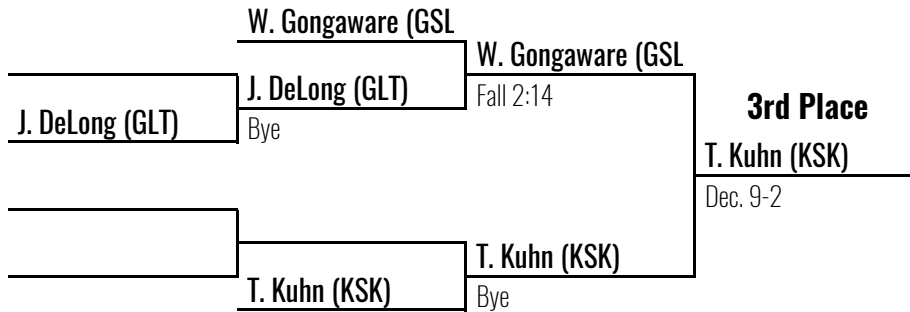 W. Gongaware (GSL
W. Gongaware (GSL
J. DeLong (GLT)
Fall 2:14
3rd Place
J. DeLong (GLT)
Bye
T. Kuhn (KSK)
Dec. 9-2
T. Kuhn (KSK)
T. Kuhn (KSK)
Bye